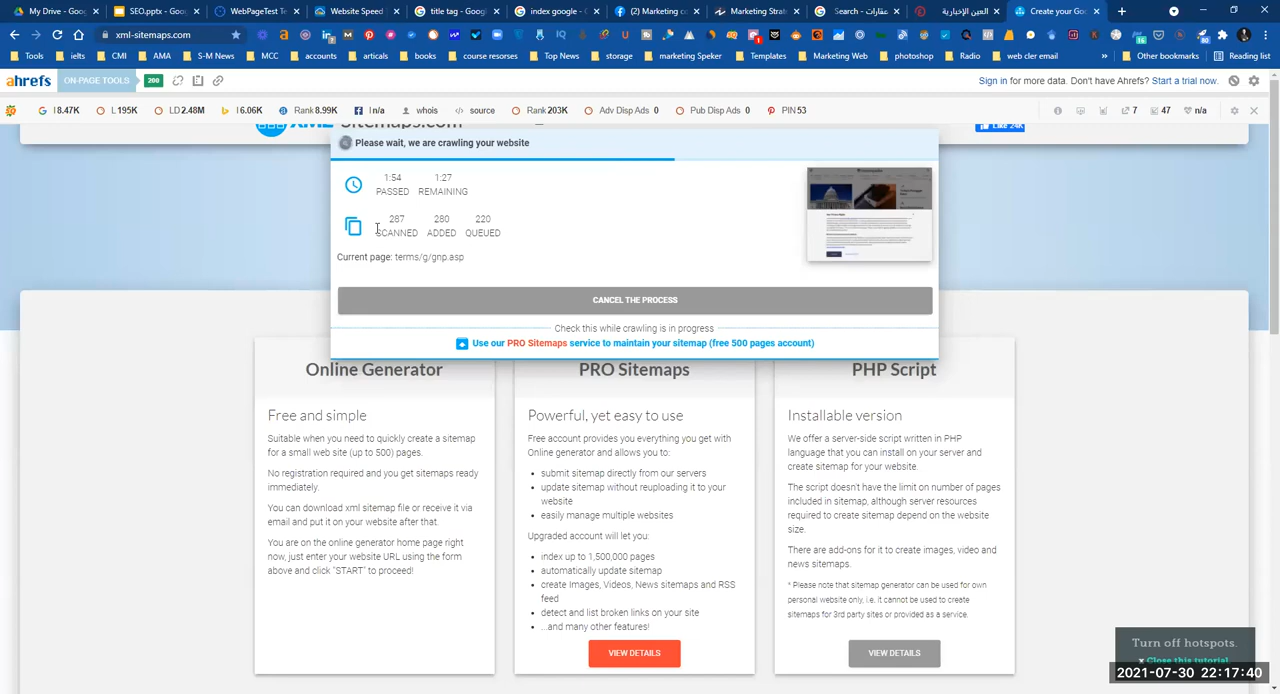 My Drive - Goog
SEO.pptx - Goog
WebPageTest Te
Website Speed
title tag - Googl
index google - G
(2) Marketing co
Marketing Strate
Search - عقارات
العين الإخبارية
Create your Goo
xml-sitemaps.com
Tools
ielts
CMI
AMA
S-M News
MCC
accounts
articals
books
course resorses
Top News
storage
marketing Speker
Templates
Marketing Web
photoshop
Radio
web cler email
»
Other bookmarks
Reading list
ahrefs
ON-PAGE TOOLS
200
Sign in for more data. Don't have Ahrefs? Start a trial now.
I 8.47K
L 195K
LD 2.48M
I 6.06K
Rank 8.99K
I n/a
whois
source
Rank 203K
Adv Disp Ads 0
Pub Disp Ads 0
PIN 53
7
47
n/a
XML Sitemaps.com
Like 24K
Please wait, we are crawling your website
1:54 1:27
PASSED REMAINING
287 280 220
SCANNED ADDED QUEUED
Current page: terms/g/gnp.asp
CANCEL THE PROCESS
Check this while crawling is in progress
Use our PRO Sitemaps service to maintain your sitemap (free 500 pages account)
Online Generator
Free and simple
Suitable when you need to quickly create a sitemap
for a small web site (up to 500) pages.
No registration required and you get sitemaps ready
immediately.
You can download xml sitemap file or receive it via
email and put it on your website after that.
You are on the online generator home page right
now, just enter your website URL using the form
above and click "START" to proceed!
PRO Sitemaps
Powerful, yet easy to use
Free account provides you everything you get with
Online generator and allows you to:
• submit sitemap directly from our servers
• update sitemap without reuploading it to your
website
• easily manage multiple websites
Upgraded account will let you:
• index up to 1,500,000 pages
• automatically update sitemap
• create Images, Videos, News sitemaps and RSS
feed
• detect and list broken links on your site
• ...and many other features!
VIEW DETAILS
PHP Script
Installable version
We offer a server-side script written in PHP
language that you can install on your server and
create sitemap for your website.
The script doesn't have the limit on number of pages
included in sitemap, although server resources
required to create sitemap depend on the website
size.
There are add-ons for it to create images, video and
news sitemaps.
* Please note that sitemap generator can be used for own
personal website only, i.e. it cannot be used to create
sitemaps for 3rd party sites or provided as a service.
VIEW DETAILS
Turn off hotspots.
x Close this tutorial.
2021-07-30 22:17:40